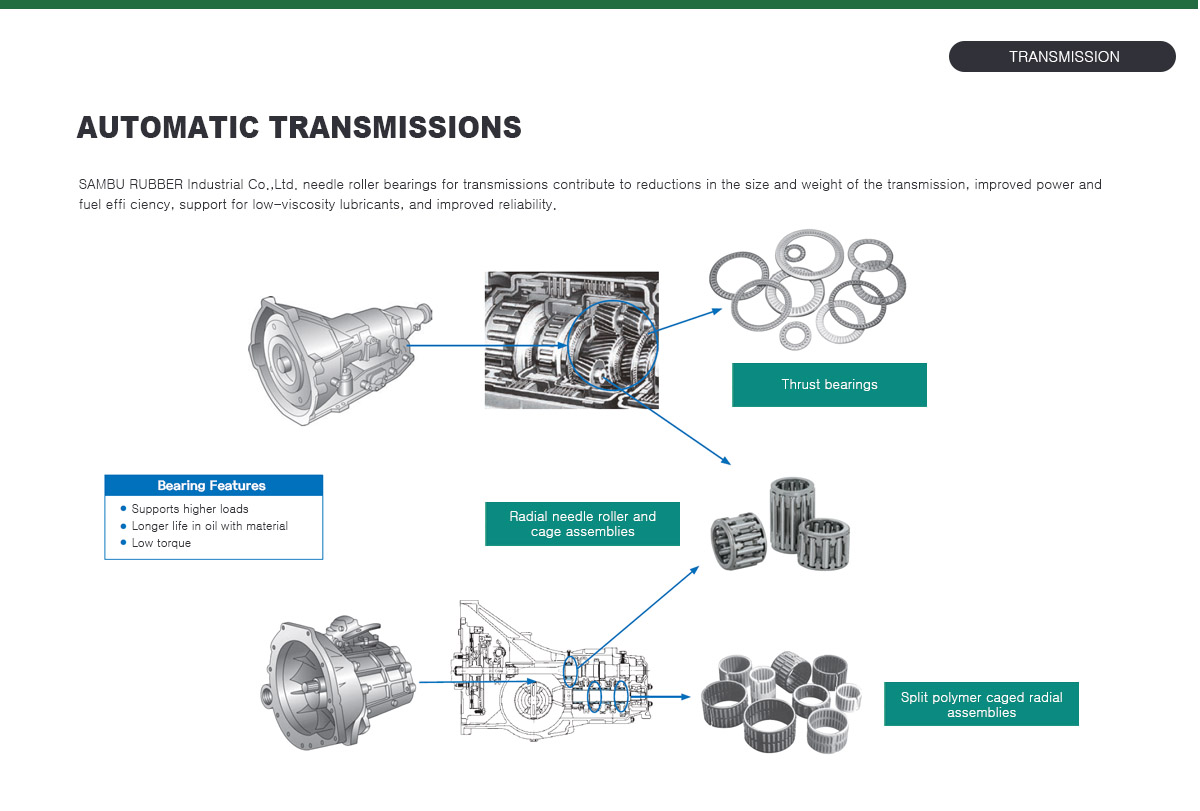 TRANSMISSION
AUTOMATIC TRANSMISSIONS
SAMBU RUBBER Industrial Co.,Ltd. needle roller bearings for transmissions contribute to reductions in the size and weight of the transmission, improved power and
fuel effi ciency, support for low-viscosity lubricants, and improved reliability.
Thrust bearings
Bearing Features
Supports higher loads
Longer life in oil with material
Low torque
Radial needle roller and
cage assemblies
Split polymer caged radial
assemblies